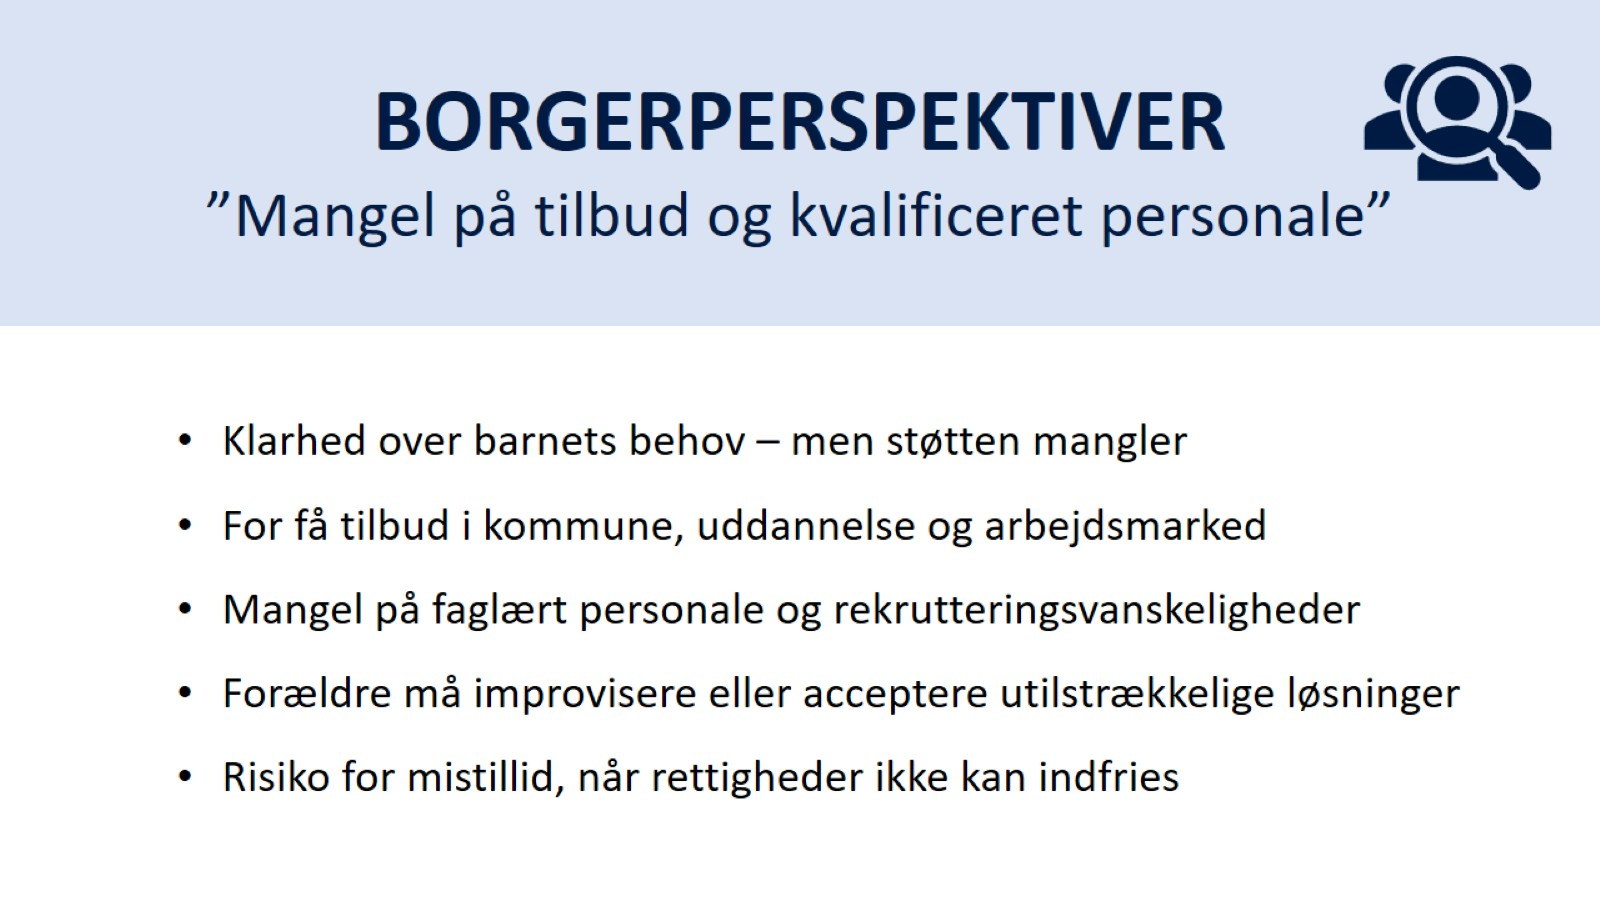 BORGERPERSPEKTIVER
”Mangel på tilbud og kvalificeret personale”
• Klarhed over barnets behov – men støtten mangler
• For få tilbud i kommune, uddannelse og arbejdsmarked
• Mangel på faglært personale og rekrutteringsvanskeligheder
• Forældre må improvisere eller acceptere utilstrækkelige løsninger
• Risiko for mistillid, når rettigheder ikke kan indfries